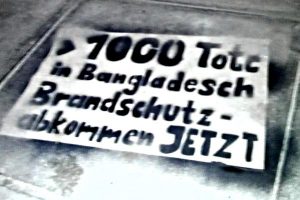 > 1000 Tote
in Bangladesch
Brandschutz-
abkommen JETZT